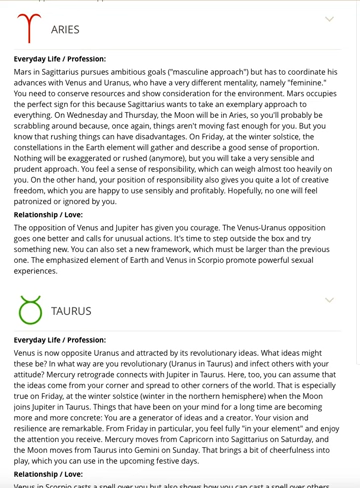 ARIES
Everyday Life / Profession:
Mars in Sagittarius pursues ambitious goals ("masculine approach") but has to coordinate his
advances with Venus and Uranus, who have a very different mentality, namely "feminine."
You need to conserve resources and show consideration for the environment. Mars occupies
the perfect sign for this because Sagittarius wants to take an exemplary approach to
everything. On Wednesday and Thursday, the Moon will be in Aries, so you'll probably be
scrabbling around because, once again, things aren't moving fast enough for you. But you
know that rushing things can have disadvantages. On Friday, at the winter solstice, the
constellations in the Earth element will gather and describe a good sense of proportion.
Nothing will be exaggerated or rushed (anymore), but you will take a very sensible and
prudent approach. You feel a sense of responsibility, which can weigh almost too heavily on
you. On the other hand, your position of responsibility also gives you quite a lot of creative
freedom, which you are happy to use sensibly and profitably. Hopefully, no one will feel
patronized or ignored by you.
Relationship / Love:
The opposition of Venus and Jupiter has given you courage. The Venus-Uranus opposition
goes one better and calls for unusual actions. It's time to step outside the box and try
something new. You can also set a new framework, which must be larger than the previous
one. The emphasized element of Earth and Venus in Scorpio promote powerful sexual
experiences.
TAURUS
Everyday Life / Profession:
Venus is now opposite Uranus and attracted by its revolutionary ideas. What ideas might
these be? In what way are you revolutionary (Uranus in Taurus) and infect others with your
attitude? Mercury retrograde connects with Jupiter in Taurus. Here, too, you can assume that
the ideas come from your corner and spread to other corners of the world. That is especially
true on Friday, at the winter solstice (winter in the northern hemisphere) when the Moon
joins Jupiter in Taurus. Things that have been on your mind for a long time are becoming
more and more concrete: You are a generator of ideas and a creator. Your vision and
resilience are remarkable. From Friday in particular, you feel fully "in your element" and enjoy
the attention you receive. Mercury moves from Capricorn into Sagittarius on Saturday, and
the Moon moves from Taurus into Gemini on Sunday. That brings a bit of cheerfulness into
play, which you can use in the upcoming festive days.
Relationship / Love:
Venus in Scorpio casts a spell over you but also shows how you can cast a spell over others.